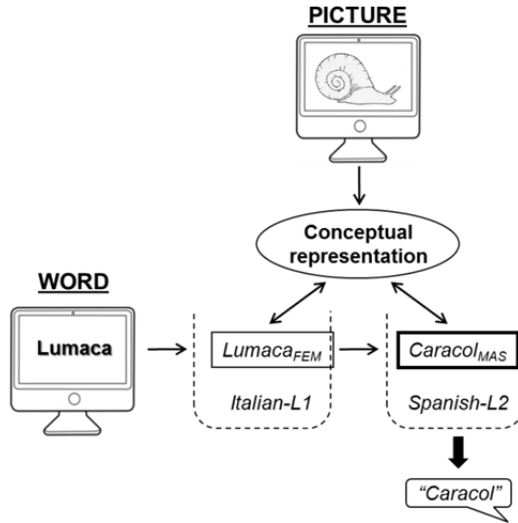 PICTURE
Conceptual
representation
WORD
Lumaca
LumacaFEM
CaracolMAS
Italian-L1
Spanish-L2
“Caracol”